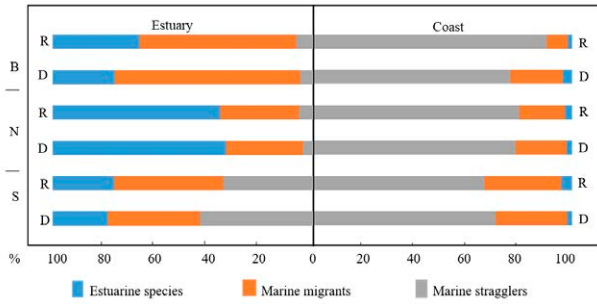 Estuary Coast
R R
B
D D
R R
N
D D
R R
S
D D
% 100 80 60 40 20 0 20 40 60 80 100
Estuarine species Marine migrants Marine stragglers